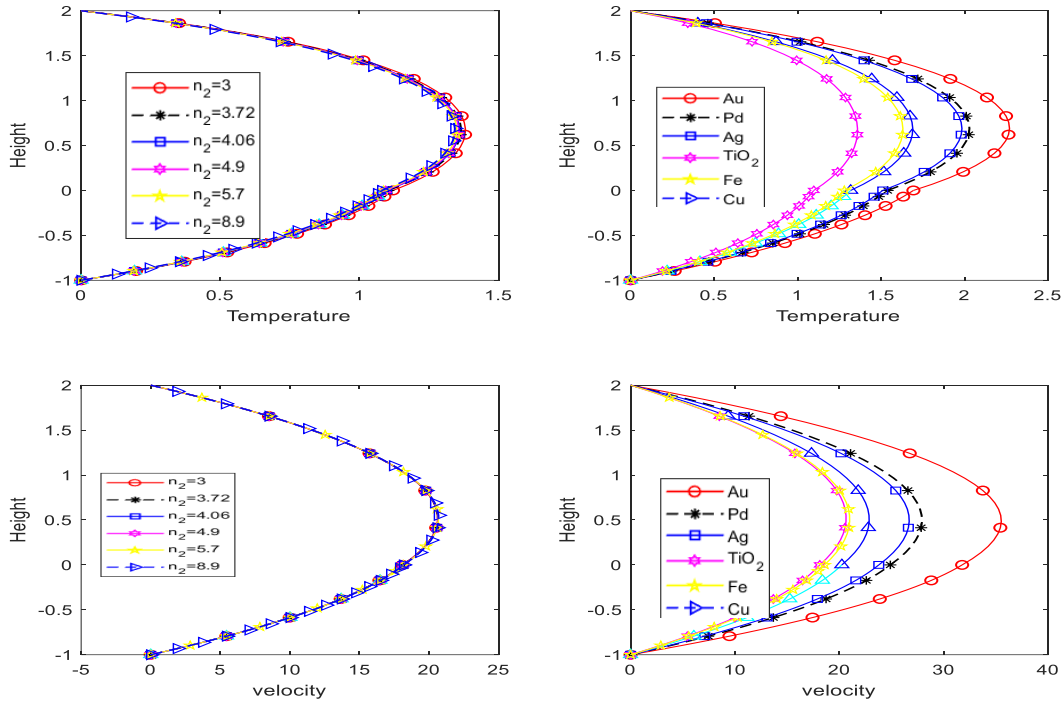 2
1.5
1
0.5
0
-0.5
-1
Height
n2=3
n2=3.72
n2=4.06
n2=4.9
n2=5.7
n2=8.9
0 0.5 1 1.5
Temperature
2
1.5
1
0.5
0
-0.5
-1
Height
Au
Pd
Ag
TiO2
Fe
Cu
0 0.5 1 1.5 2 2.5
Temperature
2
1.5
1
0.5
0
-0.5
-1
Height
n2=3
n2=3.72
n2=4.06
n2=4.9
n2=5.7
n2=8.9
-5 0 5 10 15 20 25
velocity
2
1.5
1
0.5
0
-0.5
-1
Height
Au
Pd
Ag
TiO2
Fe
Cu
0 10 20 30 40
velocity